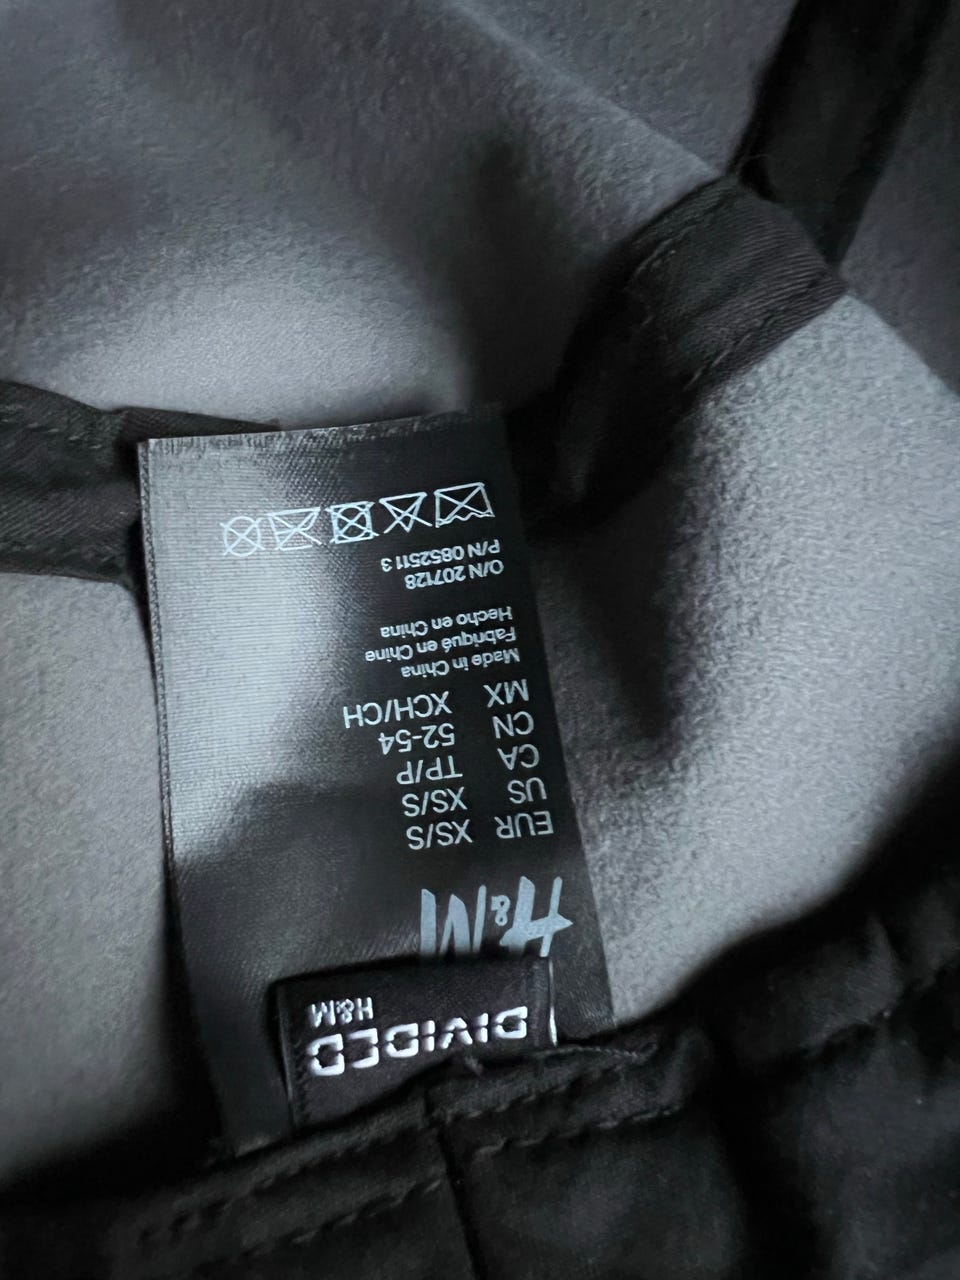 DIVIDED
H&M
H&M
EUR XS/S
US XS/S
CA TP/P
CN 52-54
MX XCH/CH
Made in China
Fabriqué en Chine
Hecho en China
O/N 207128
P/N 0852511 3